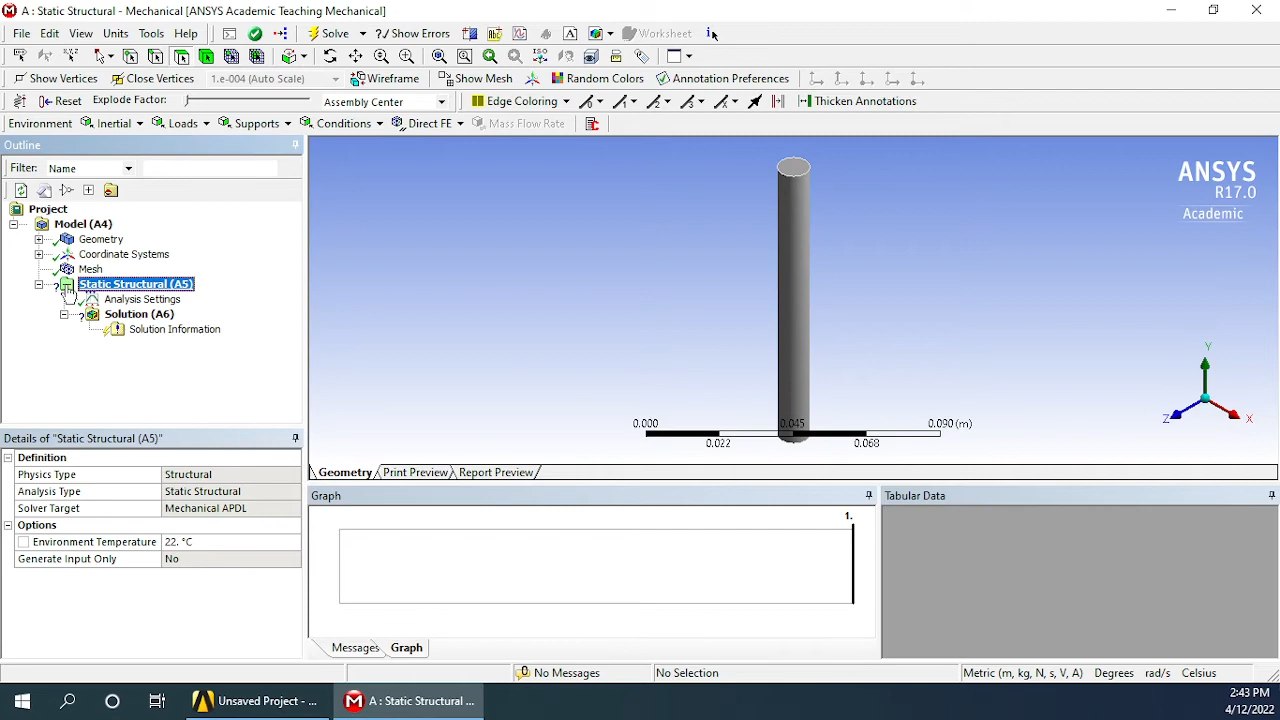 A : Static Structural - Mechanical [ANSYS Academic Teaching Mechanical]
File Edit View Units Tools Help Solve Show Errors Worksheet
Show Vertices Close Vertices 1.e-004 (Auto Scale) Wireframe Show Mesh Random Colors Annotation Preferences
Reset Explode Factor: Assembly Center Edge Coloring Thicken Annotations
Environment Inertial Loads Supports Conditions Direct FE Mass Flow Rate
Outline
Filter: Name
Project
Model (A4)
Geometry
Coordinate Systems
Mesh
Static Structural (A5)
Analysis Settings
Solution (A6)
Solution Information
ANSYS
R17.0
Academic
Y
Z X
0.000 0.045 0.090 (m)
0.022 0.068
Geometry Print Preview Report Preview
Details of "Static Structural (A5)"
Definition
Physics Type Structural
Analysis Type Static Structural
Solver Target Mechanical APDL
Options
Environment Temperature 22. °C
Generate Input Only No
Graph
1.
Messages Graph
Tabular Data
0 No Messages No Selection Metric (m, kg, N, s, V, A) Degrees rad/s Celsius
Unsaved Project - ... A : Static Structural ...
2:43 PM
4/12/2022